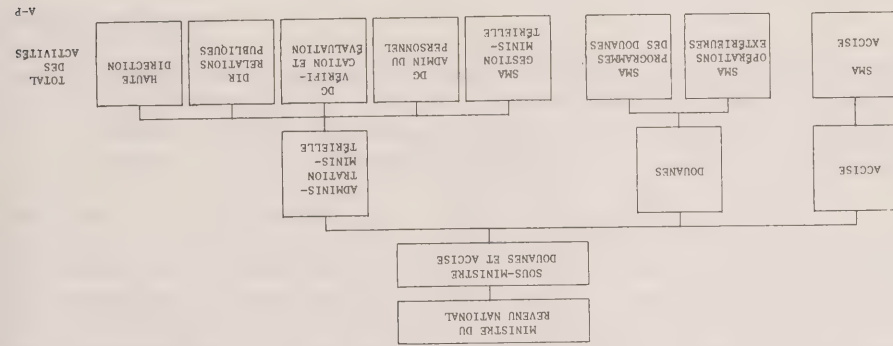 MINISTRE DU
REVENU NATIONAL
SOUS-MINISTRE
DOUANES ET ACCISE
ACCISE
DOUANES
ADMINIS-
TRATION
MINIS-
TÉRIELLE
SMA
ACCISE
SMA
OPÉRATIONS
EXTÉRIEURES
SMA
PROGRAMMES
DES DOUANES
SMA
GESTION
MINIS-
TÉRIELLE
DG
ADMIN DU
PERSONNEL
DG
VÉRIFI-
CATION ET
ÉVALUATION
DIR
RELATIONS
PUBLIQUES
HAUTE
DIRECTION
TOTAL
DES
ACTIVITÉS
A-P